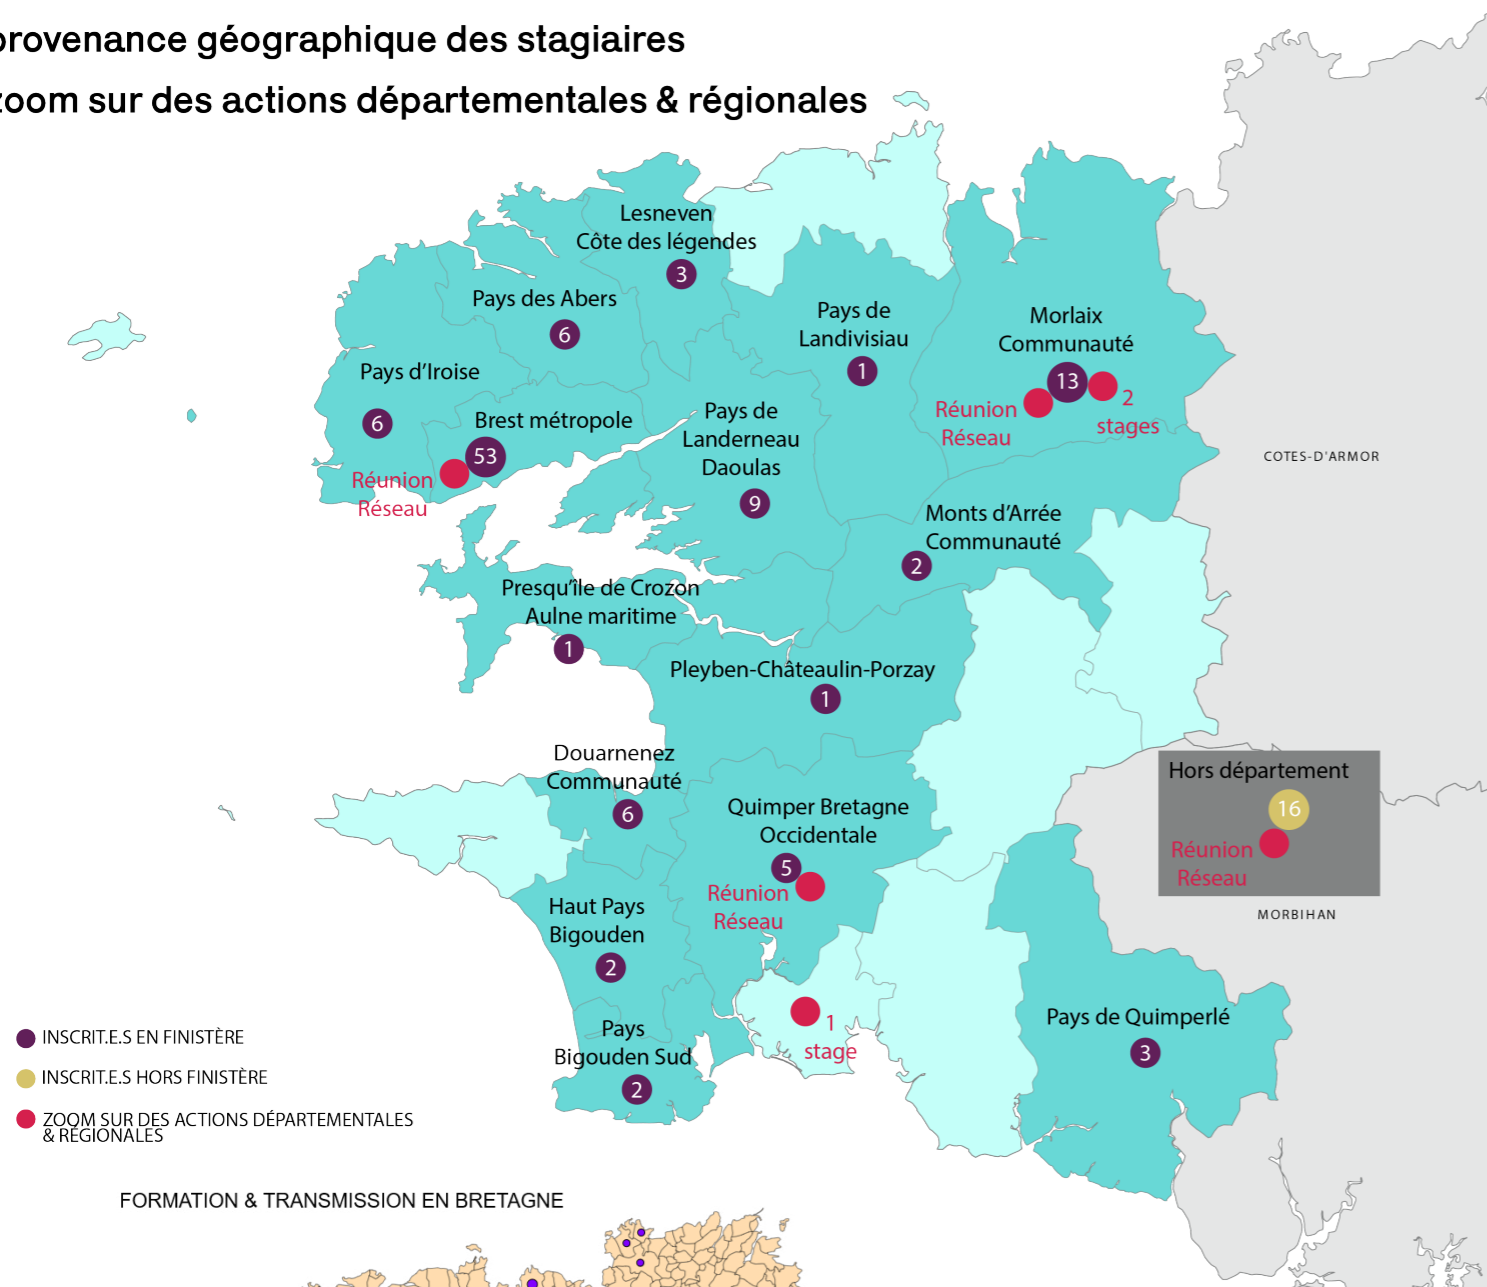 provenance géographique des stagiaires
zoom sur des actions départementales & régionales
Lesneven
Côte des légendes
3
Pays des Abers
6
Pays de
Landivisiau
1
Morlaix
Communauté
13
Réunion
Réseau
2
stages
Pays d'Iroise
6
Brest métropole
53
Réunion
Réseau
Pays de
Landerneau
Daoulas
9
COTES-D'ARMOR
Monts d'Arrée
Communauté
2
Presqu'île de Crozon
Aulne maritime
1
Pleyben-Châteaulin-Porzay
1
Douarnenez
Communauté
6
Quimper Bretagne
Occidentale
5
Réunion
Réseau
Hors département
16
Réunion
Réseau
MORBIHAN
Haut Pays
Bigouden
2
1
stage
Pays
Bigouden Sud
2
Pays de Quimperlé
3
INSCRIT.E.S EN FINISTÈRE
INSCRIT.E.S HORS FINISTÈRE
ZOOM SUR DES ACTIONS DÉPARTEMENTALES
& RÉGIONALES
FORMATION & TRANSMISSION EN BRETAGNE